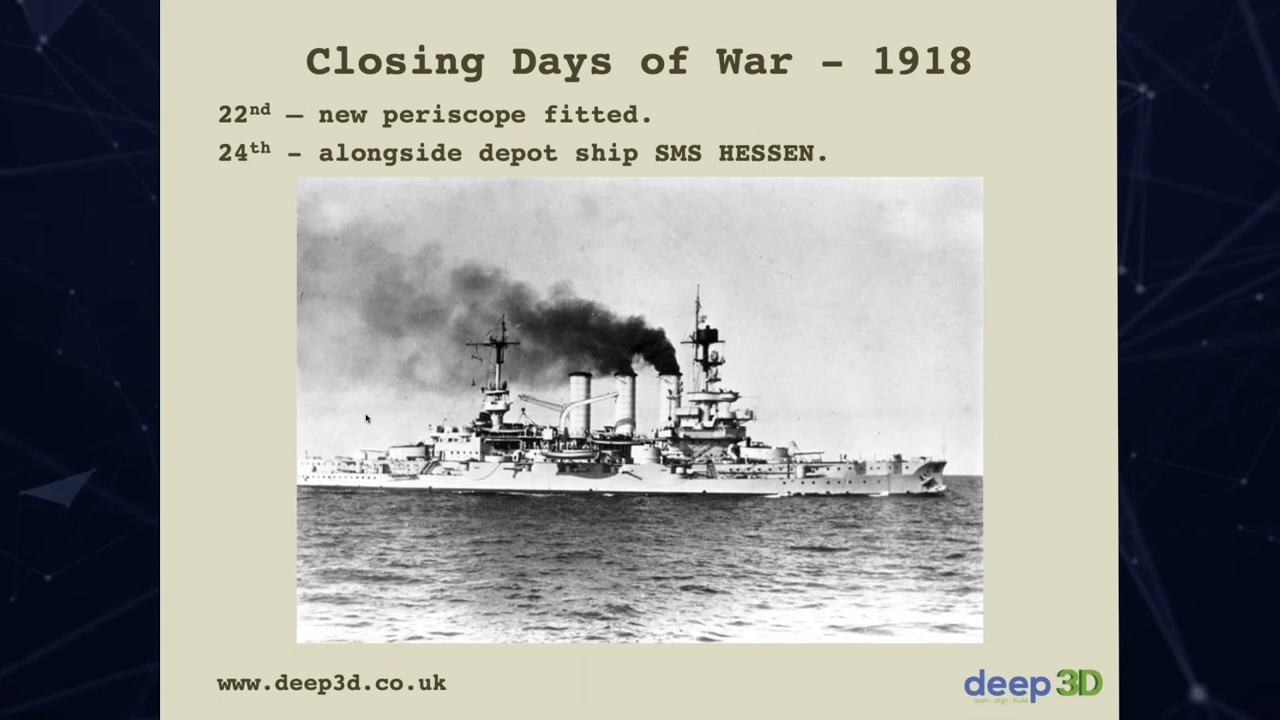 Closing Days of War – 1918
22nd – new periscope fitted.
24th – alongside depot ship SMS HESSEN.
www.deep3d.co.uk
deep3D